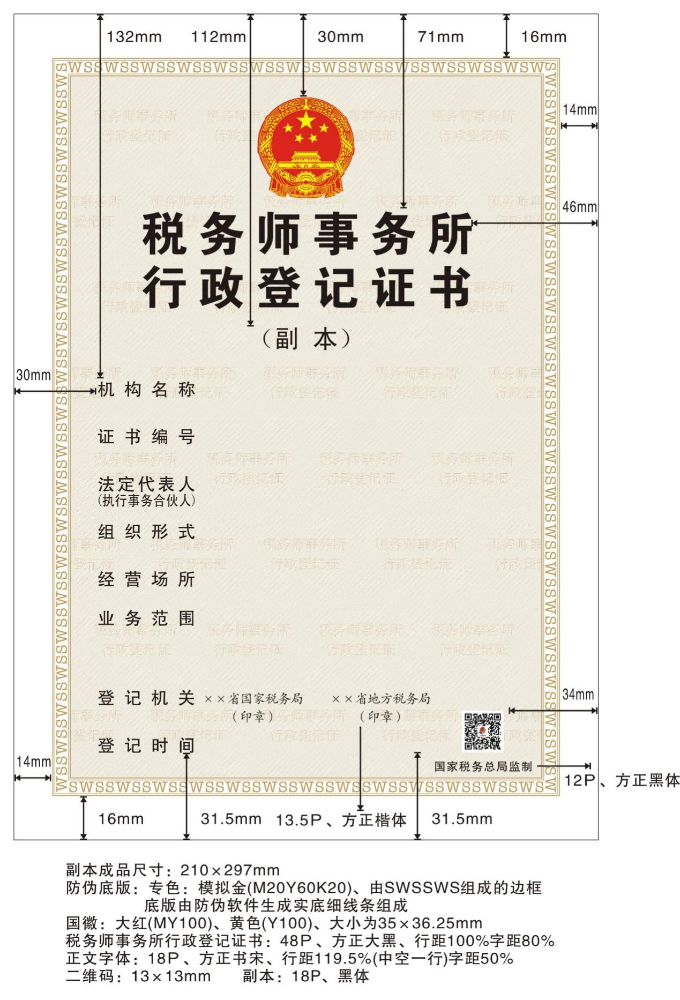 132mm 112mm 30mm 71mm 16mm
14mm
46mm
税务师事务所
行政登记证书
（副 本）
30mm
机构名称
证书编号
法定代表人
(执行事务合伙人)
组织形式
经营场所
业务范围
登记机关 ××省国家税务局 ××省地方税务局
（印章） （印章）
34mm
登记时间
14mm
国家税务总局监制
12P、方正黑体
16mm 31.5mm 13.5P、方正楷体 31.5mm
副本成品尺寸：210×297mm
防伪底版：专色：模拟金(M20Y60K20)、由SWSSWS组成的边框
底版由防伪软件生成实底细线条组成
国徽：大红(MY100)、黄色(Y100)、大小为35×36.25mm
税务师事务所行政登记证书：48P、方正大黑、行距100%字距80%
正文字体：18P、方正书宋、行距119.5%(中空一行)字距50%
二维码：13×13mm 副本：18P、黑体